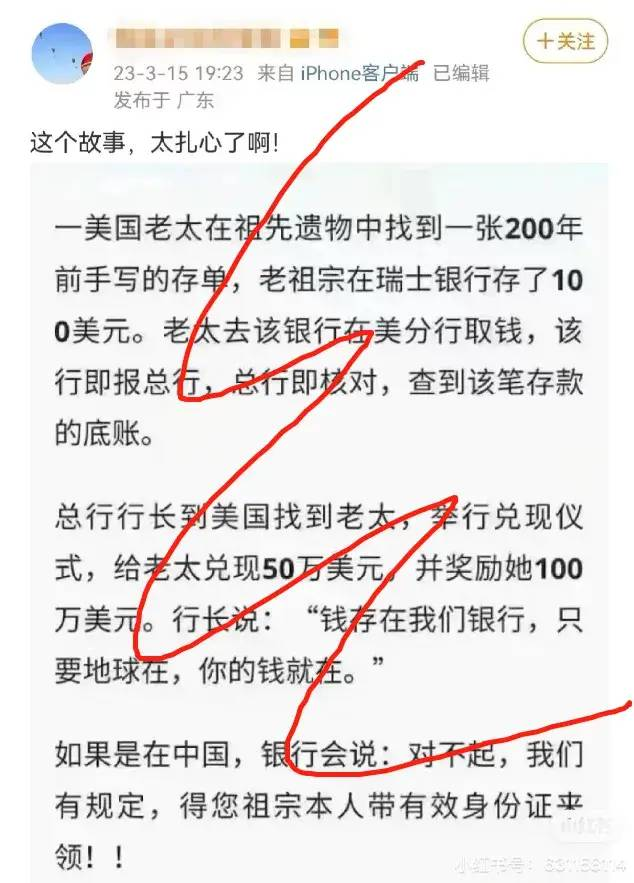 +关注
23-3-15 19:23 来自 iPhone客户端 已编辑
发布于 广东
这个故事，太扎心了啊！
一美国老太在祖先遗物中找到一张200年
前手写的存单，老祖宗在瑞士银行存了10
0美元。老太去该银行在美分行取钱，该
行即报总行，总行即核对，查到该笔存款
的底账。
总行行长到美国找到老太，举行兑现仪
式，给老太兑现50万美元，并奖励她100
万美元。行长说：“钱存在我们银行，只
要地球在，你的钱就在。”
如果是在中国，银行会说：对不起，我们
有规定，得您祖宗本人带有效身份证来
领！！
小红书号：